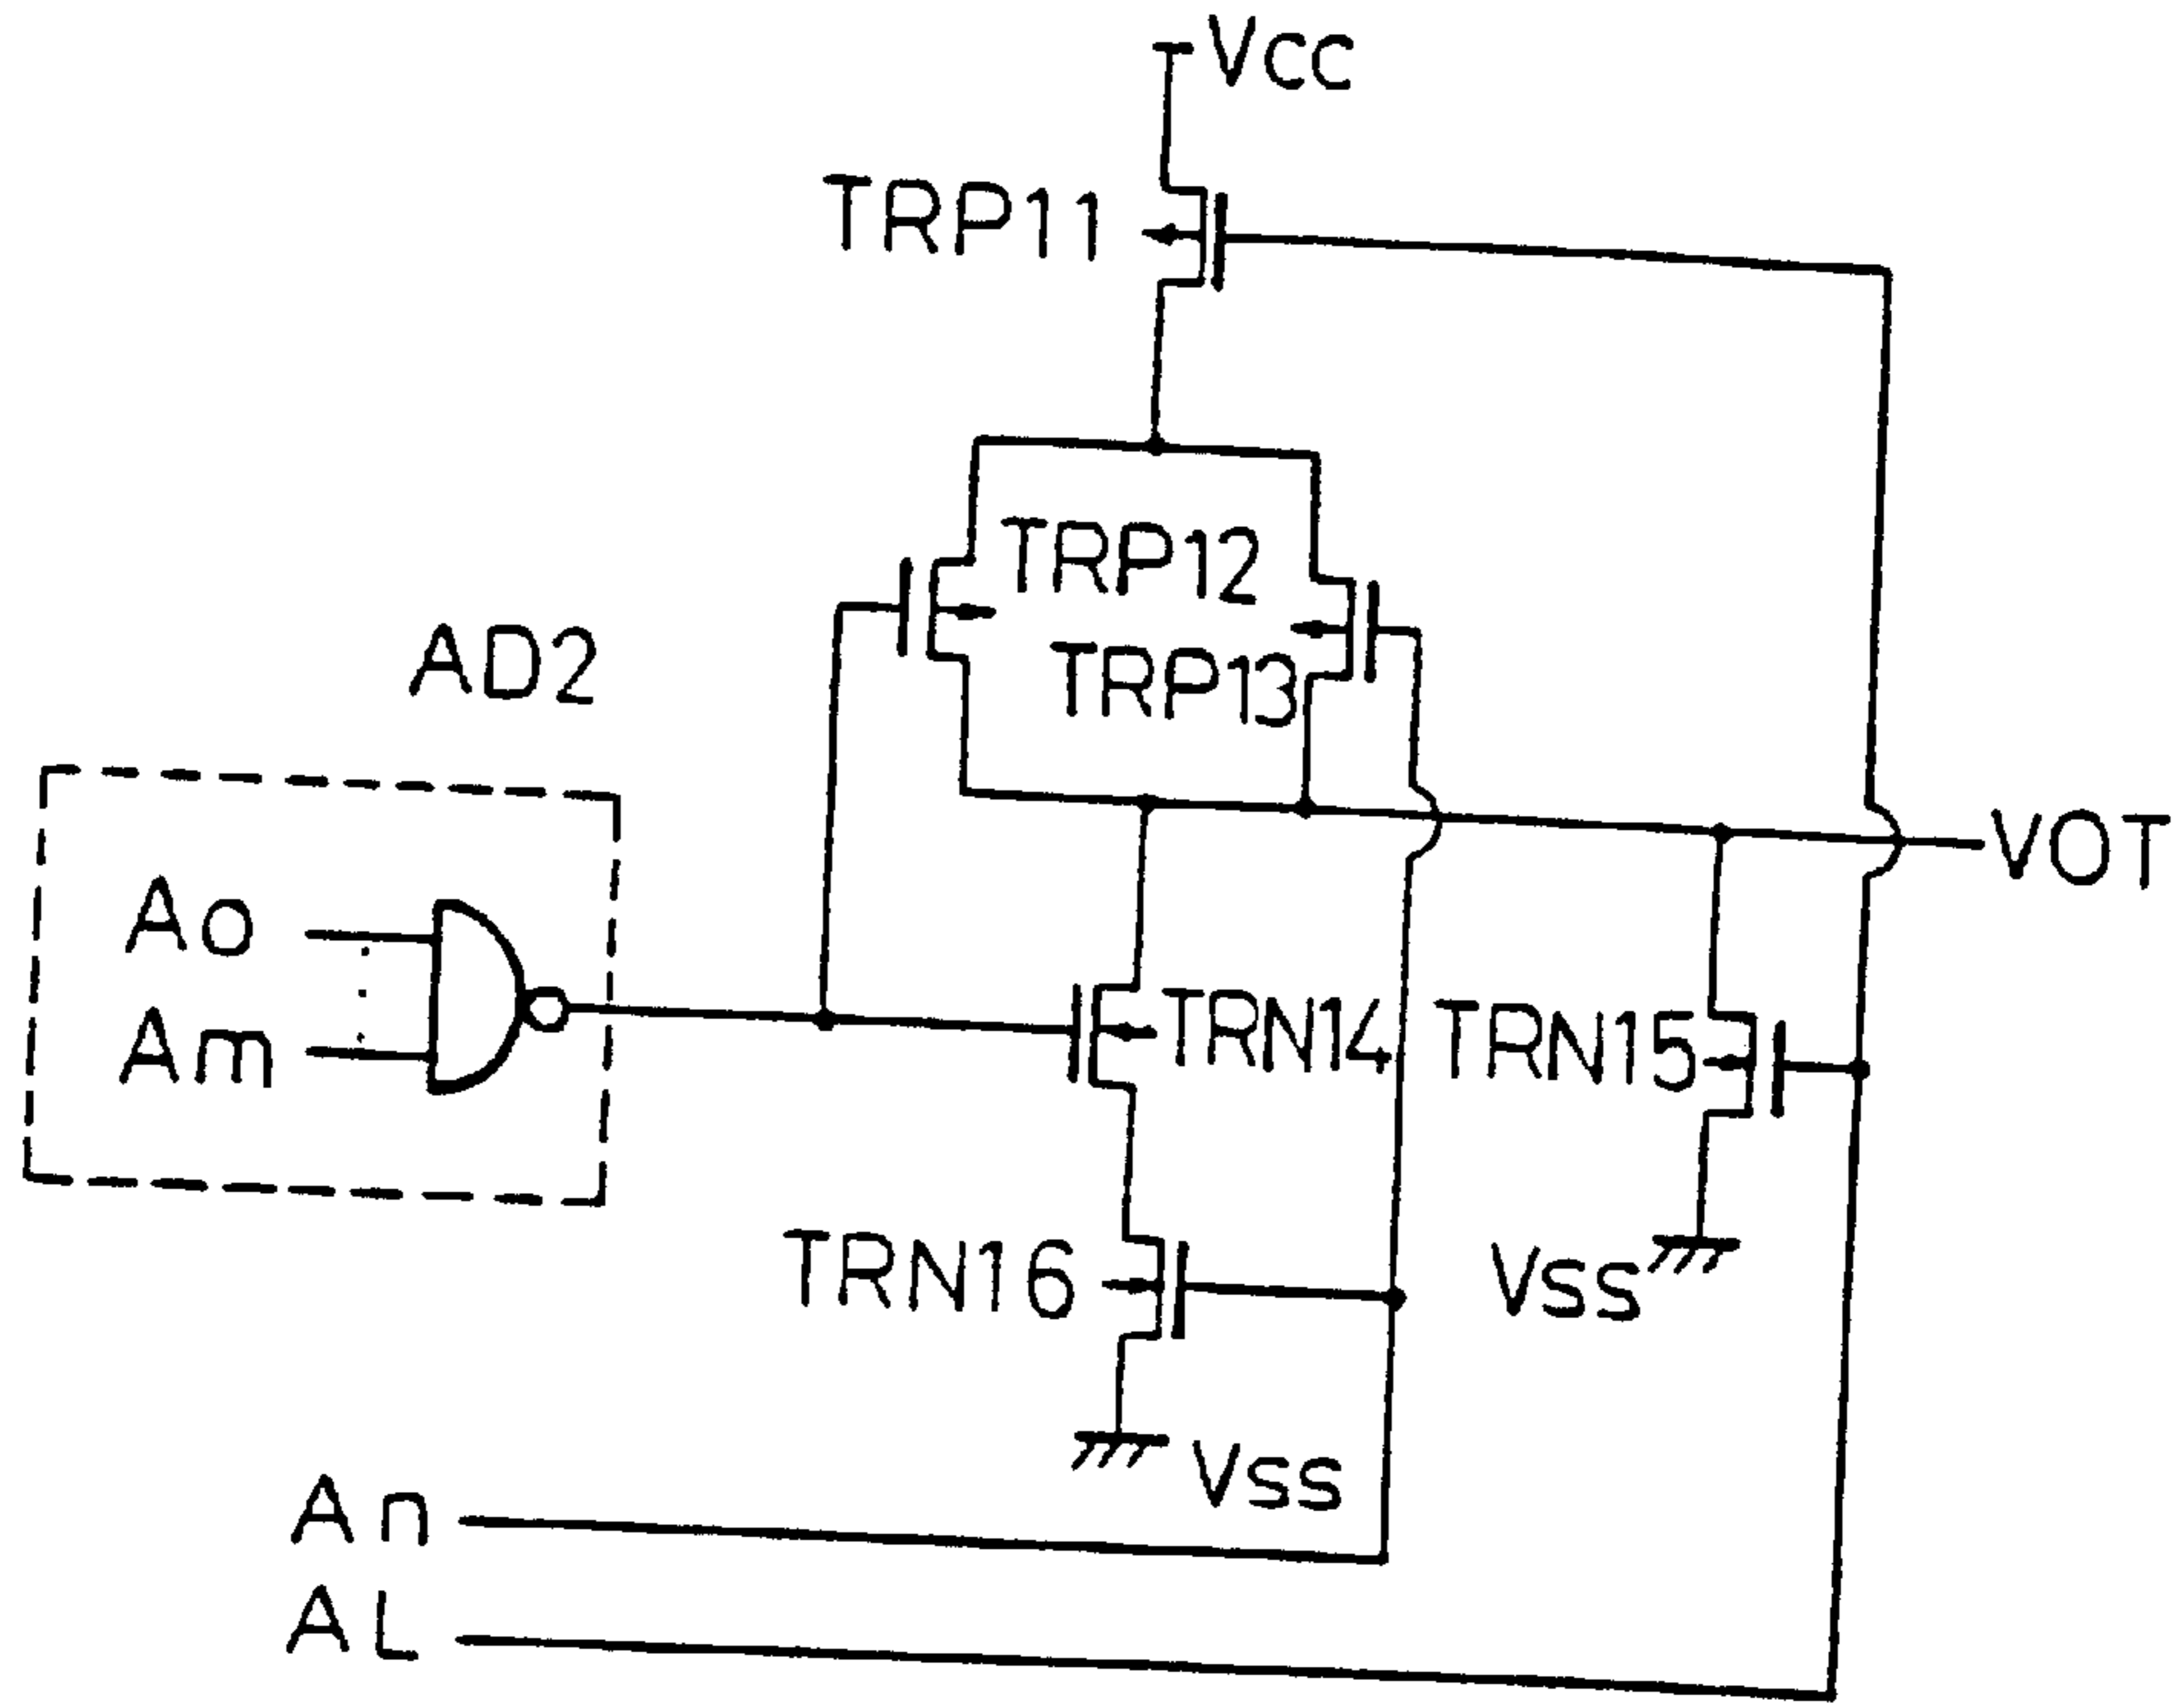 Vcc
TRP11
TRP12
TRP13
AD2
VOT
Ao
Am
TRN14
TRN15
TRN16
Vss
Vss
An
AL